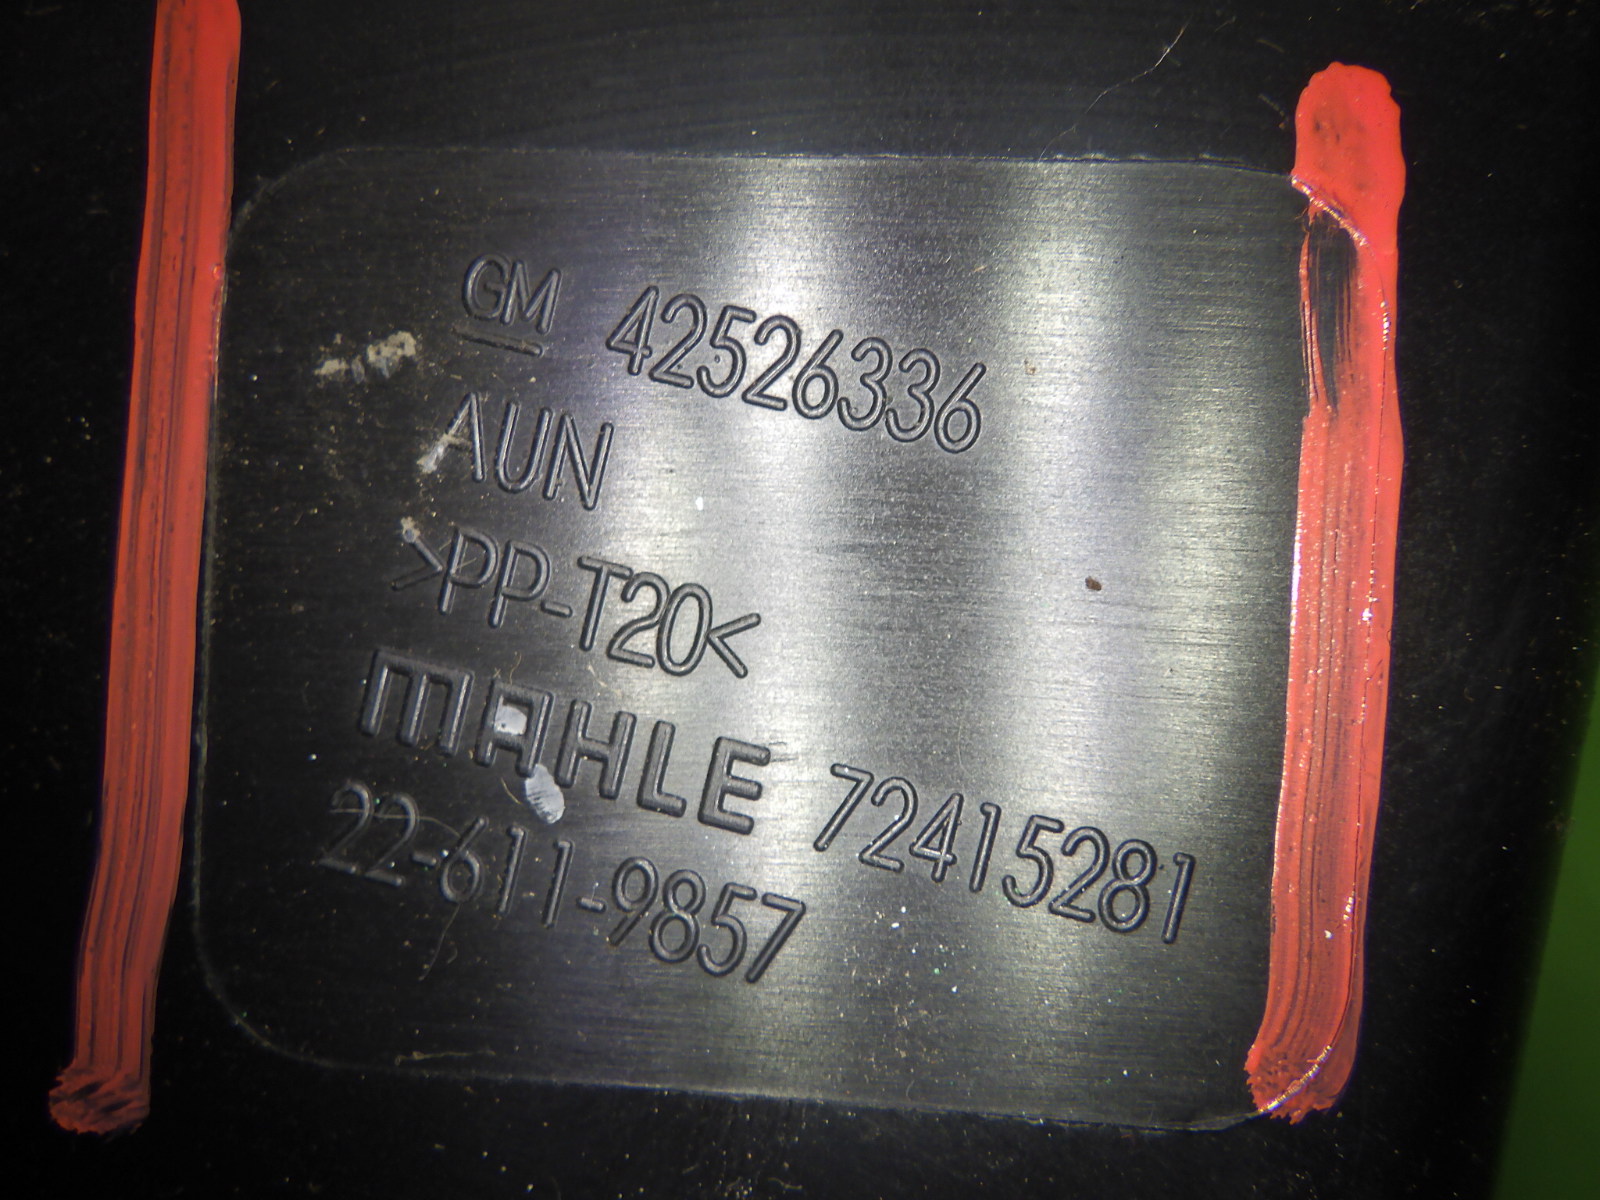 GM 42526336
AUN
>PP-T20<
MAHLE 72415281
22-611-9857